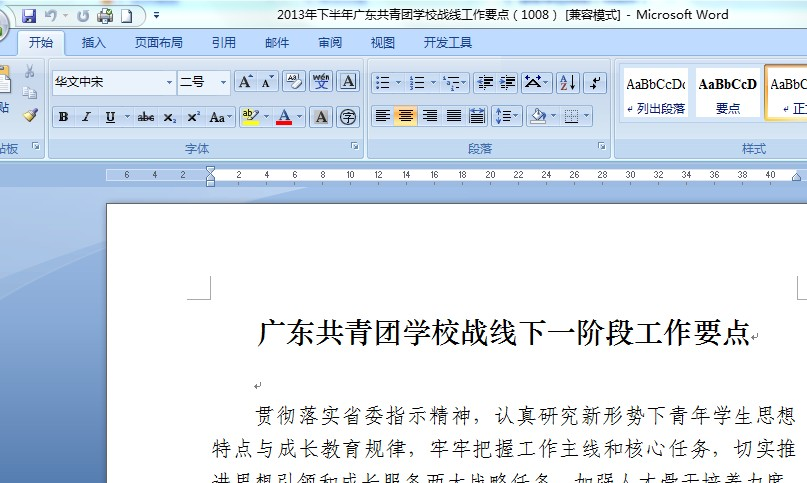 2013年下半年广东共青团学校战线工作要点（1008） [兼容模式] - Microsoft Word
开始 插入 页面布局 引用 邮件 审阅 视图 开发工具
华文中宋 二号
AaBbCcDc AaBbCcD AaBbC
列出段落 要点 正
字体 段落 样式
6 4 2 2 4 6 8 10 12 14 16 18 20 22 24 26 28 30 32 34 36 38 40
广东共青团学校战线下一阶段工作要点
贯彻落实省委指示精神，认真研究新形势下青年学生思想
特点与成长教育规律，牢牢把握工作主线和核心任务，切实推
进思想引领和成长服务两大战略任务，加强人才骨干培养力度，